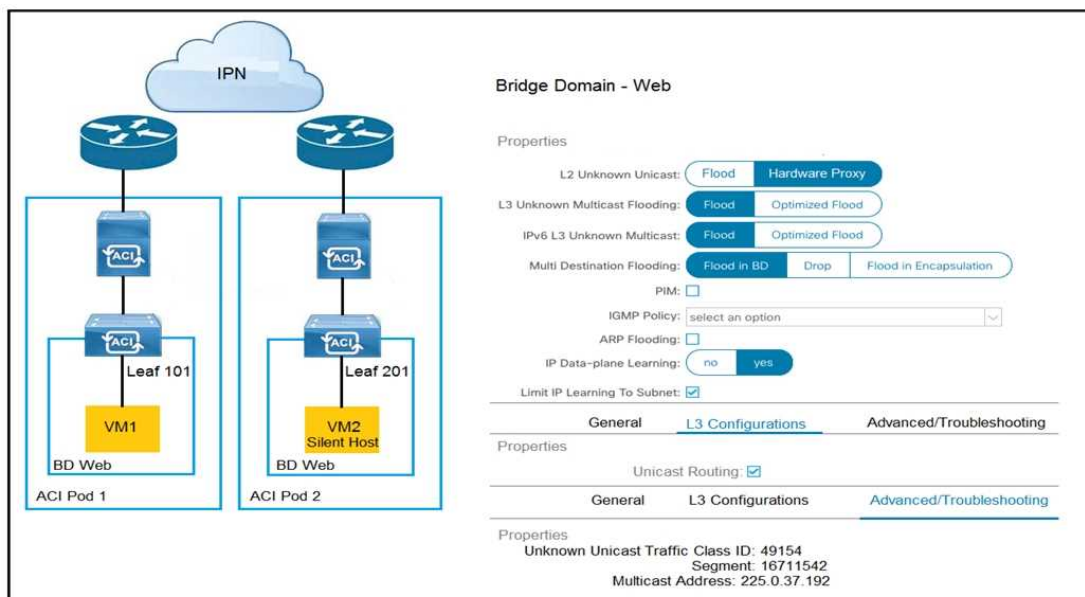 IPN
ACI
ACI
ACI
ACI
Leaf 101
Leaf 201
VM1
VM2
Silent Host
BD Web
BD Web
ACI Pod 1
ACI Pod 2
Bridge Domain - Web
Properties
L2 Unknown Unicast: Flood Hardware Proxy
L3 Unknown Multicast Flooding: Flood Optimized Flood
IPv6 L3 Unknown Multicast: Flood Optimized Flood
Multi Destination Flooding: Flood in BD Drop Flood in Encapsulation
PIM:
IGMP Policy: select an option
ARP Flooding:
IP Data-plane Learning: no yes
Limit IP Learning To Subnet:
General L3 Configurations Advanced/Troubleshooting
Properties
Unicast Routing:
General L3 Configurations Advanced/Troubleshooting
Properties
Unknown Unicast Traffic Class ID: 49154
Segment: 16711542
Multicast Address: 225.0.37.192